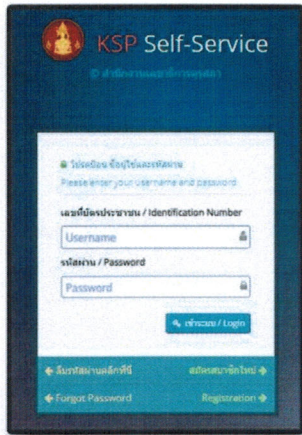 KSP Self-Service
© สำนักงานเลขาธิการคุรุสภา
โปรดป้อน ชื่อผู้ใช้และรหัสผ่าน
Please enter your username and password
เลขที่บัตรประชาชน / Identification Number
Username
รหัสผ่าน / Password
Password
เข้าระบบ / Login
ลืมรหัสผ่านคลิกที่นี่ สมัครสมาชิกใหม่
Forgot Password Registration